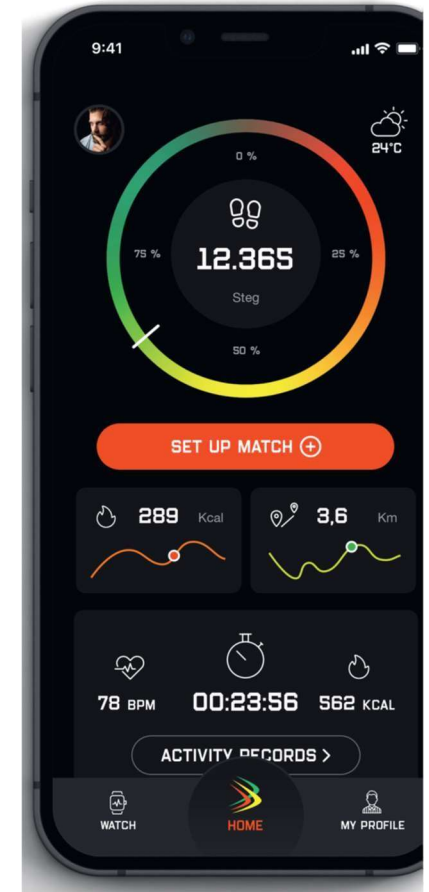 9:41
24°C
0 %
12.365
75 %
25 %
Steg
50 %
SET UP MATCH
289 Kcal
3,6 Km
78 BPM
00:23:56
562 KCAL
ACTIVITY RECORDS >
WATCH
HOME
MY PROFILE